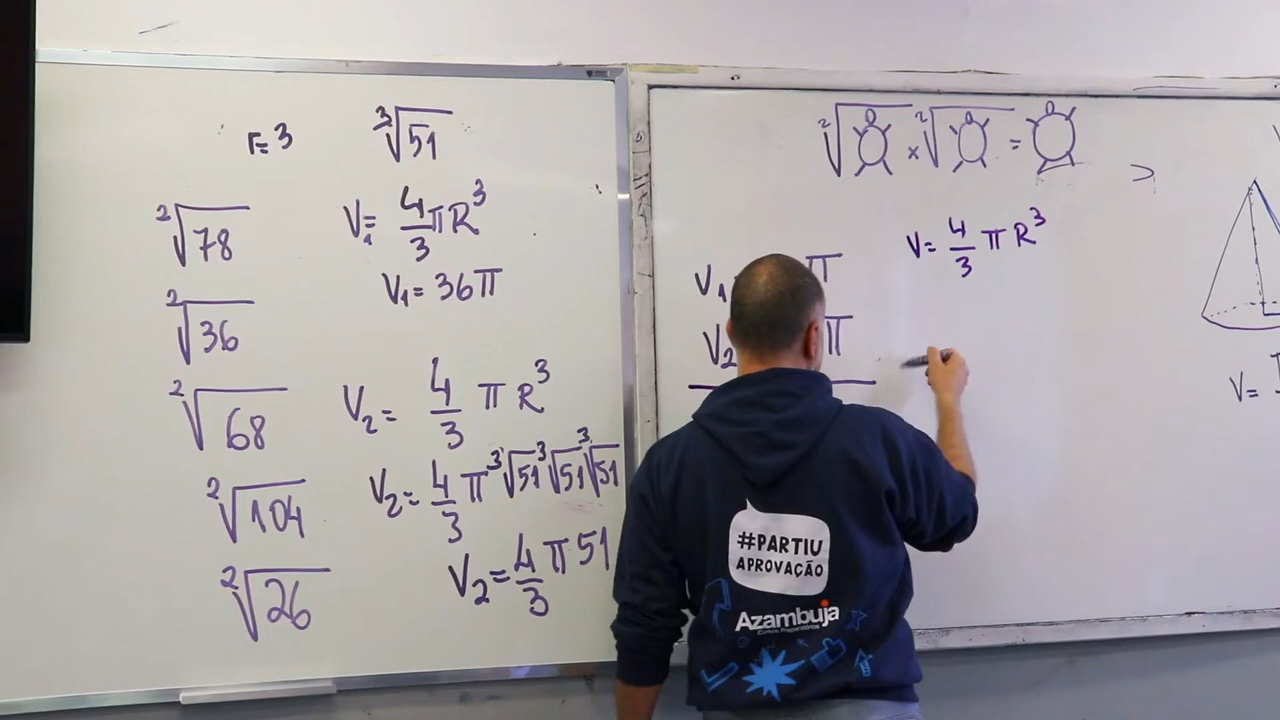 r=3
³√51
²√78
²√36
²√68
²√104
²√26
V₁= 4/3 π R³
V₁= 36π
V₂= 4/3 π R³
V₂= 4/3 π ³√51 ³√51 ³√51
V₂= 4/3 π 51
V= 4/3 π R³
V₁ π
V₂ π
V=
#PARTIU
APROVAÇÃO
Azambuja
Cursos Preparatórios